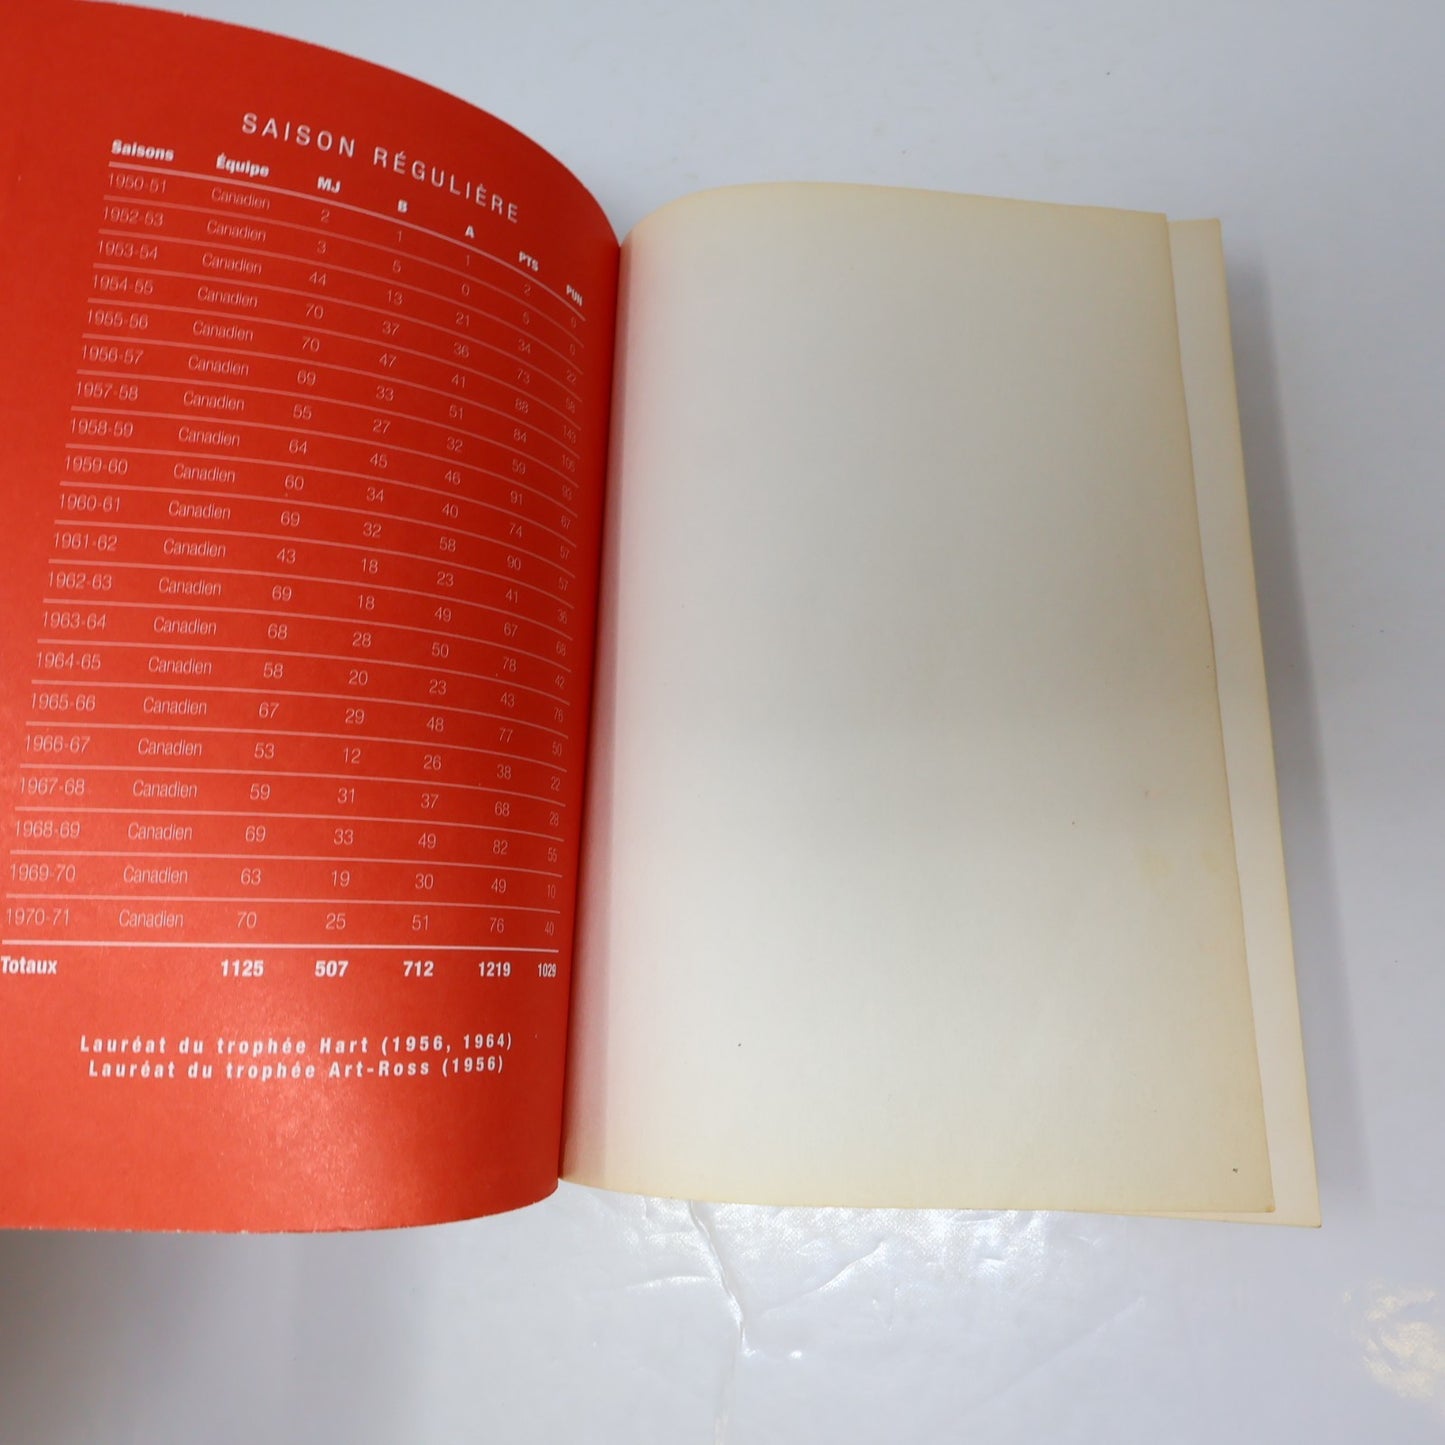 SAISON RÉGULIÈRE
Saisons Équipe MJ B A PTS PUN
1950-51 Canadien 2 1 1 2 0
1952-53 Canadien 3 5 0 5 0
1953-54 Canadien 44 13 21 34 22
1954-55 Canadien 70 37 36 73 58
1955-56 Canadien 70 47 41 88 143
1956-57 Canadien 69 33 51 84 105
1957-58 Canadien 55 27 32 59 93
1958-59 Canadien 64 45 46 91 67
1959-60 Canadien 60 34 40 74 57
1960-61 Canadien 69 32 58 90 57
1961-62 Canadien 43 18 23 41 36
1962-63 Canadien 69 18 49 67 68
1963-64 Canadien 68 28 50 78 42
1964-65 Canadien 58 20 23 43 76
1965-66 Canadien 67 29 48 77 50
1966-67 Canadien 53 12 26 38 22
1967-68 Canadien 59 31 37 68 28
1968-69 Canadien 69 33 49 82 55
1969-70 Canadien 63 19 30 49 10
1970-71 Canadien 70 25 51 76 40
Totaux 1125 507 712 1219 1029
Lauréat du trophée Hart (1956, 1964)
Lauréat du trophée Art-Ross (1956)